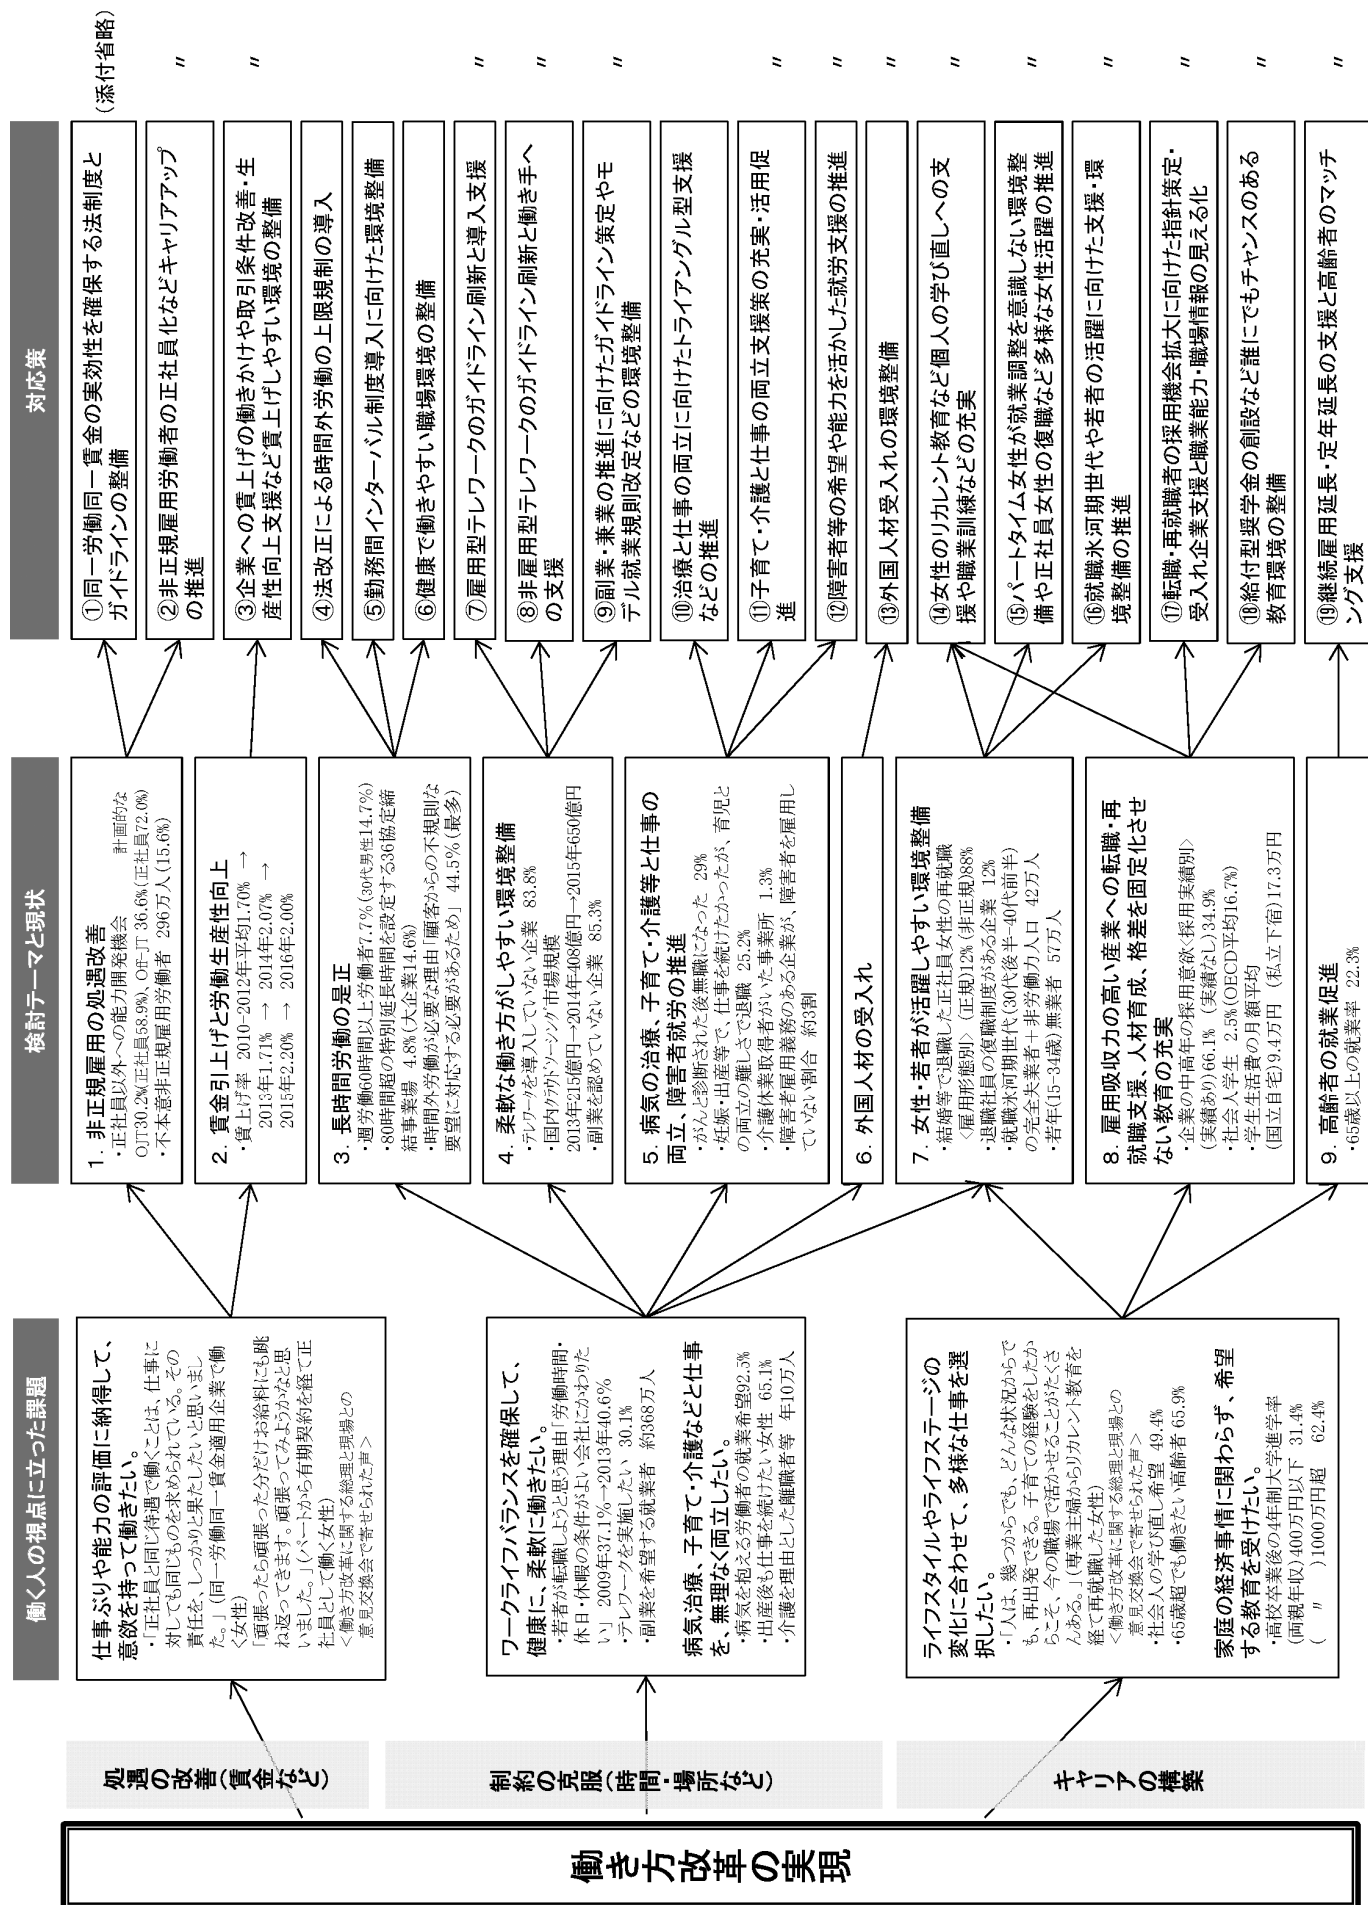 働き方改革の実現
処遇の改善(賃金など)
制約の克服(時間・場所など)
キャリアの構築
働く人の視点に立った課題
仕事ぶりや能力の評価に納得して、
意欲を持って働きたい。
・「正社員と同じ待遇で働くことは、仕事に
対しても同じものを求められている。その
責任を、しっかりと果たしたいと思いまし
た。」(同一労働同一賃金適用企業で働
く女性)
「頑張ったら頑張った分だけお給料にも跳
ね返ってきます。頑張ってみようかなと思
いました。」(パートから有期契約を経て正
社員として働く女性)
<働き方改革に関する総理と現場との
意見交換会で寄せられた声>
ワークライフバランスを確保して、
健康に、柔軟に働きたい。
・若者が転職しようと思う理由「労働時間・
休日・休暇の条件がよい会社にかわりた
い」 2009年37.1%→2013年40.6%
・テレワークを実施したい 30.1%
・副業を希望する就業者 約368万人
病気治療、子育て・介護などと仕事
を、無理なく両立したい。
・病気を抱える労働者の就業希望92.5%
・出産後も仕事を続けたい女性 65.1%
・介護を理由とした離職者等 年10万人
ライフスタイルやライフステージの
変化に合わせて、多様な仕事を選
択したい。
・「人は、幾つからでも、どんな状況からで
も、再出発できる。子育ての経験をしたか
らこそ、今の職場で活かせることがたくさ
んある。」(専業主婦からリカレント教育を
経て再就職した女性)
<働き方改革に関する総理と現場との
意見交換会で寄せられた声>
・社会人の学び直し希望 49.4%
・65歳超でも働きたい高齢者 65.9%
家庭の経済事情に関わらず、希望
する教育を受けたい。
・高校卒業後の4年制大学進学率
(両親年収)400万円以下 31.4%
( 〃 )1000万円超 62.4%
検討テーマと現状
1. 非正規雇用の処遇改善
・正社員以外への能力開発機会 計画的な
OJT30.2%(正社員58.9%)、Off-JT 36.6%(正社員72.0%)
・不本意非正規雇用労働者 296万人(15.6%)
2. 賃金引上げと労働生産性向上
・賃上げ率 2010-2012年平均1.70% →
2013年1.71% → 2014年2.07% →
2015年2.20% → 2016年2.00%
3. 長時間労働の是正
・週労働60時間以上労働者7.7%(30代男性14.7%)
・80時間超の特別延長時間を設定する36協定締
結事業場 4.8%(大企業14.6%)
・時間外労働が必要な理由「顧客からの不規則な
要望に対応する必要があるため」 44.5%(最多)
4. 柔軟な働き方がしやすい環境整備
・テレワークを導入していない企業 83.8%
・国内クラウドソーシング市場規模
2013年215億円→2014年408億円→2015年650億円
・副業を認めていない企業 85.3%
5. 病気の治療、子育て・介護等と仕事の
両立、障害者就労の推進
・がんと診断された後無職になった 29%
・妊娠・出産等で、仕事を続けたかったが、育児と
の両立の難しさで退職 25.2%
・介護休業取得者がいた事業所 1.3%
・障害者雇用義務のある企業が、障害者を雇用し
ていない割合 約3割
6. 外国人材の受入れ
7. 女性・若者が活躍しやすい環境整備
・結婚等で退職した正社員女性の再就職
<雇用形態別> (正規)12% (非正規)88%
・退職社員の復職制度がある企業 12%
・就職氷河期世代(30代後半-40代前半)
の完全失業者+非労働力人口 42万人
・若年(15-34歳)無業者 57万人
8. 雇用吸収力の高い産業への転職・再
就職支援、人材育成、格差を固定化させ
ない教育の充実
・企業の中高年の採用意欲<採用実績別>
(実績あり)66.1% (実績なし)34.9%
・社会人学生 2.5%(OECD平均16.7%)
・学生生活費の月額平均
(国立自宅)9.4万円 (私立下宿)17.3万円
9. 高齢者の就業促進
・65歳以上の就業率 22.3%
対応策
①同一労働同一賃金の実効性を確保する法制度と
ガイドラインの整備
(添付省略)
②非正規雇用労働者の正社員化などキャリアアップ
の推進
〃
③企業への賃上げの働きかけや取引条件改善・生
産性向上支援など賃上げしやすい環境の整備
〃
④法改正による時間外労働の上限規制の導入
⑤勤務間インターバル制度導入に向けた環境整備
⑥健康で働きやすい職場環境の整備
⑦雇用型テレワークのガイドライン刷新と導入支援
〃
⑧非雇用型テレワークのガイドライン刷新と働き手へ
の支援
〃
⑨副業・兼業の推進に向けたガイドライン策定やモ
デル就業規則改定などの環境整備
〃
⑩治療と仕事の両立に向けたトライアングル型支援
などの推進
⑪子育て・介護と仕事の両立支援策の充実・活用促
進
〃
⑫障害者等の希望や能力を活かした就労支援の推進
〃
⑬外国人材受入れの環境整備
〃
⑭女性のリカレント教育など個人の学び直しへの支
援や職業訓練などの充実
〃
⑮パートタイム女性が就業調整を意識しない環境整
備や正社員女性の復職など多様な女性活躍の推進
〃
⑯就職氷河期世代や若者の活躍に向けた支援・環
境整備の推進
〃
⑰転職・再就職者の採用機会拡大に向けた指針策定・
受入れ企業支援と職業能力・職場情報の見える化
〃
⑱給付型奨学金の創設など誰にでもチャンスのある
教育環境の整備
〃
⑲継続雇用延長・定年延長の支援と高齢者のマッチ
ング支援
〃